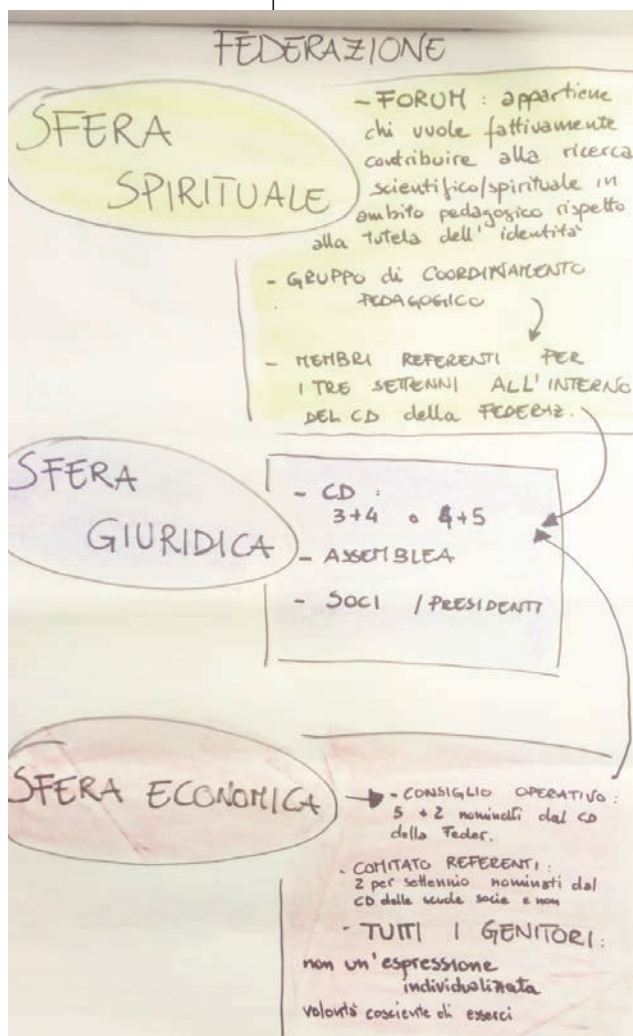 FEDERAZIONE
SFERA
SPIRITUALE
- FORUM : appartiene
chi vuole fattivamente
contribuire alla ricerca
scientifico/spirituale in
ambito pedagogico rispetto
alla tutela dell'identità
- GRUPPO di COORDINAMENTO
PEDAGOGICO
- MEMBRI REFERENTI PER
I TRE SETTENNI ALL'INTERNO
DEL CD della FEDERAZ.
SFERA
GIURIDICA
- CD :
3+4 o 4+5
- ASSEMBLEA
- SOCI / PRESIDENTI
SFERA ECONOMICA
- CONSIGLIO OPERATIVO :
5 + 2 nominati dal CD
della Feder.
- COMITATO REFERENTI :
2 per settennio nominati dal
CD delle scuole socie e non
- TUTTI I GENITORI :
non un'espressione
individualizzata
volontà cosciente di esserci